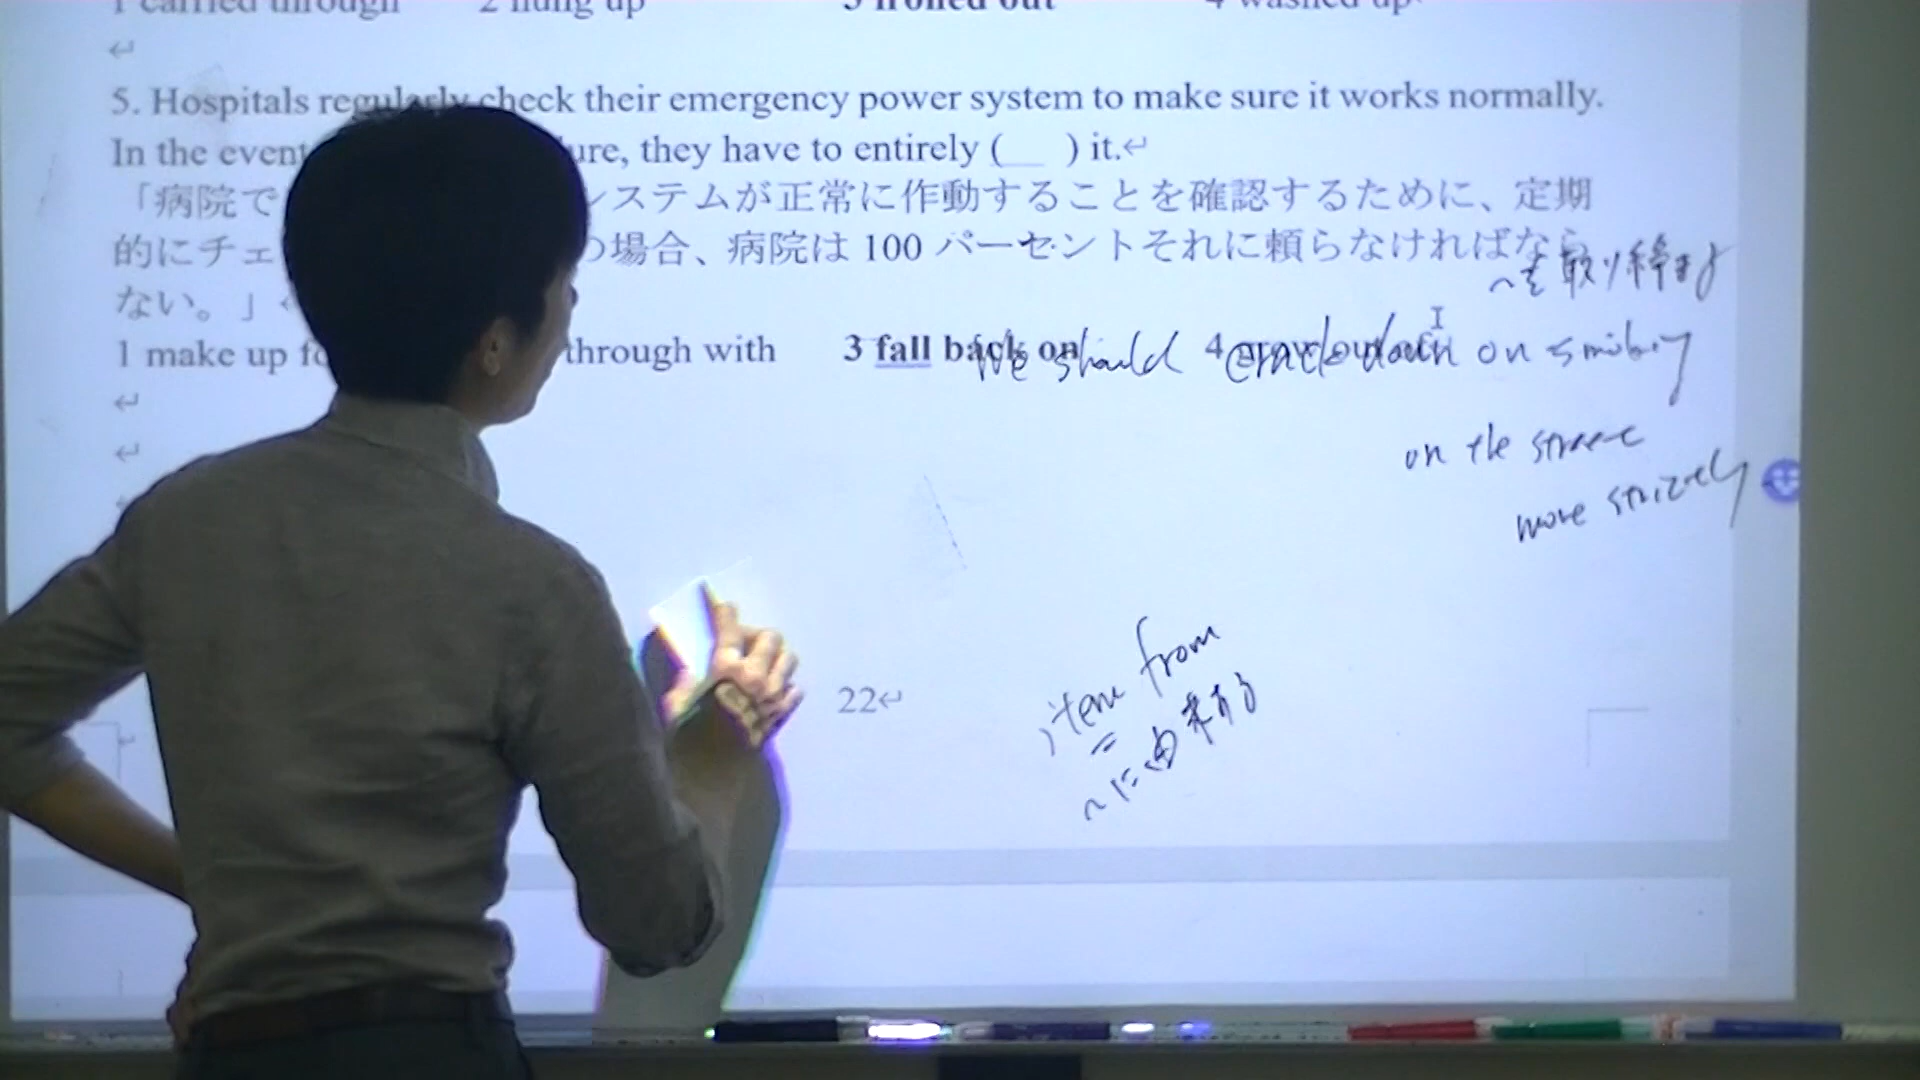 1 carried through 2 hung up 3 ironed out 4 washed up
5. Hospitals regularly check their emergency power system to make sure it works normally.
In the event ure, they have to entirely ( ) it.
「病院で システムが正常に作動することを確認するために、定期
的にチェ の場合、病院は 100 パーセントそれに頼らなければなら
ない。」
〜を取り締まる
1 make up fo through with 3 fall back on 4
We should crack down on smoking
on the street
more strictly
22
stem from
=
〜に由来する